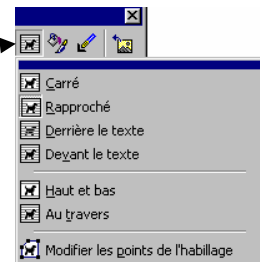 Carré
Rapproché
Derrière le texte
Devant le texte
Haut et bas
Au travers
Modifier les points de l'habillage